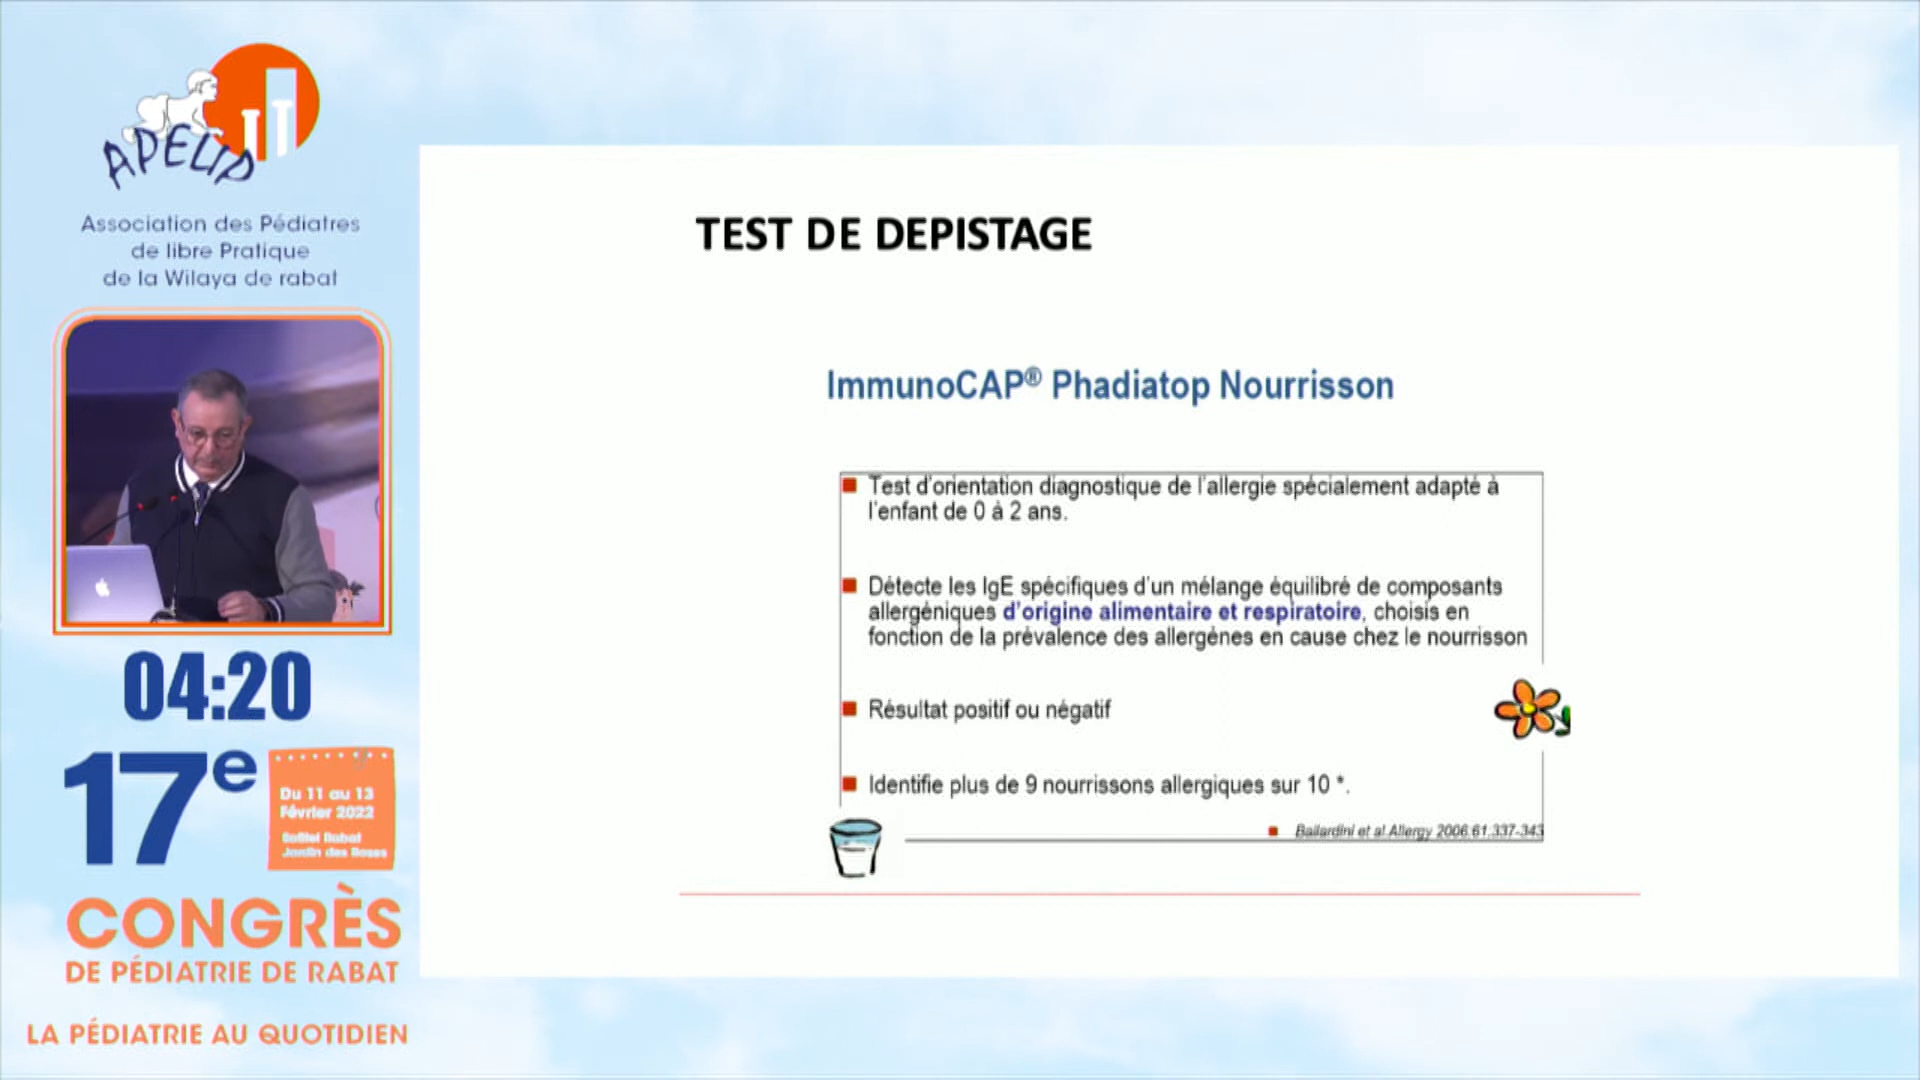 APELIP
Association des Pédiatres
de libre Pratique
de la Wilaya de rabat
04:20
17e
Du 11 au 13
Février 2022
Sofitel Rabat
Jardin des Roses
CONGRÈS
DE PÉDIATRIE DE RABAT
LA PÉDIATRIE AU QUOTIDIEN
TEST DE DEPISTAGE
ImmunoCAP® Phadiatop Nourrisson
Test d'orientation diagnostique de l'allergie spécialement adapté à
l'enfant de 0 à 2 ans.
Détecte les IgE spécifiques d'un mélange équilibré de composants
allergéniques d'origine alimentaire et respiratoire, choisis en
fonction de la prévalence des allergènes en cause chez le nourrisson
Résultat positif ou négatif
Identifie plus de 9 nourrissons allergiques sur 10 *.
Ballardini et al.Allergy 2006.61.337-343